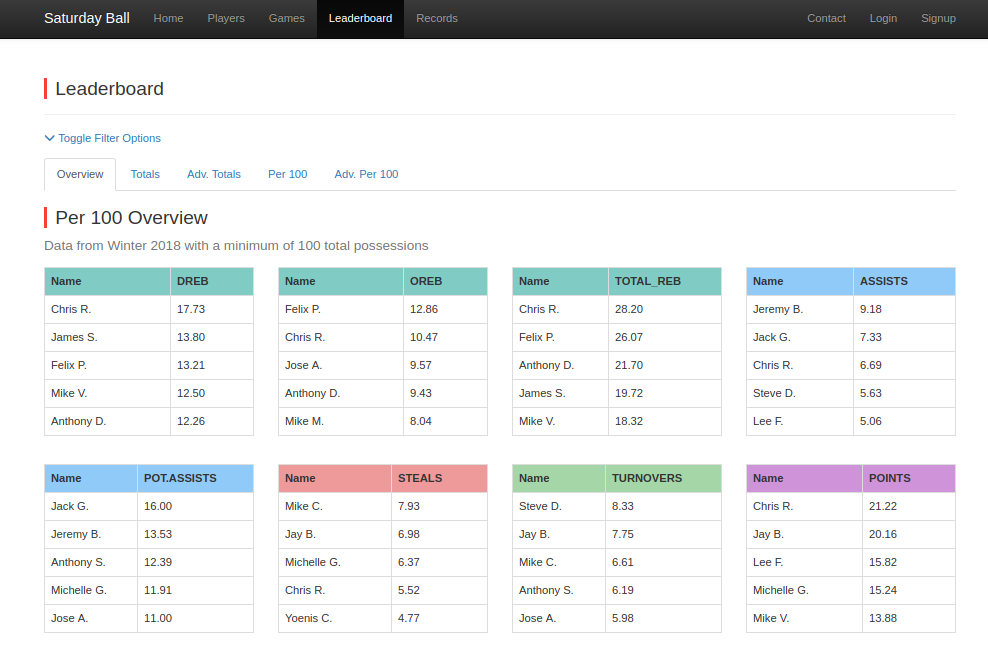 Saturday Ball Home Players Games Leaderboard Records Contact Login Signup
Leaderboard
Toggle Filter Options
Overview Totals Adv. Totals Per 100 Adv. Per 100
Per 100 Overview
Data from Winter 2018 with a minimum of 100 total possessions
Name DREB Name OREB Name TOTAL_REB Name ASSISTS
Chris R. 17.73 Felix P. 12.86 Chris R. 28.20 Jeremy B. 9.18
James S. 13.80 Chris R. 10.47 Felix P. 26.07 Jack G. 7.33
Felix P. 13.21 Jose A. 9.57 Anthony D. 21.70 Chris R. 6.69
Mike V. 12.50 Anthony D. 9.43 James S. 19.72 Steve D. 5.63
Anthony D. 12.26 Mike M. 8.04 Mike V. 18.32 Lee F. 5.06
Name POT.ASSISTS Name STEALS Name TURNOVERS Name POINTS
Jack G. 16.00 Mike C. 7.93 Steve D. 8.33 Chris R. 21.22
Jeremy B. 13.53 Jay B. 6.98 Jay B. 7.75 Jay B. 20.16
Anthony S. 12.39 Michelle G. 6.37 Mike C. 6.61 Lee F. 15.82
Michelle G. 11.91 Chris R. 5.52 Anthony S. 6.19 Michelle G. 15.24
Jose A. 11.00 Yoenis C. 4.77 Jose A. 5.98 Mike V. 13.88